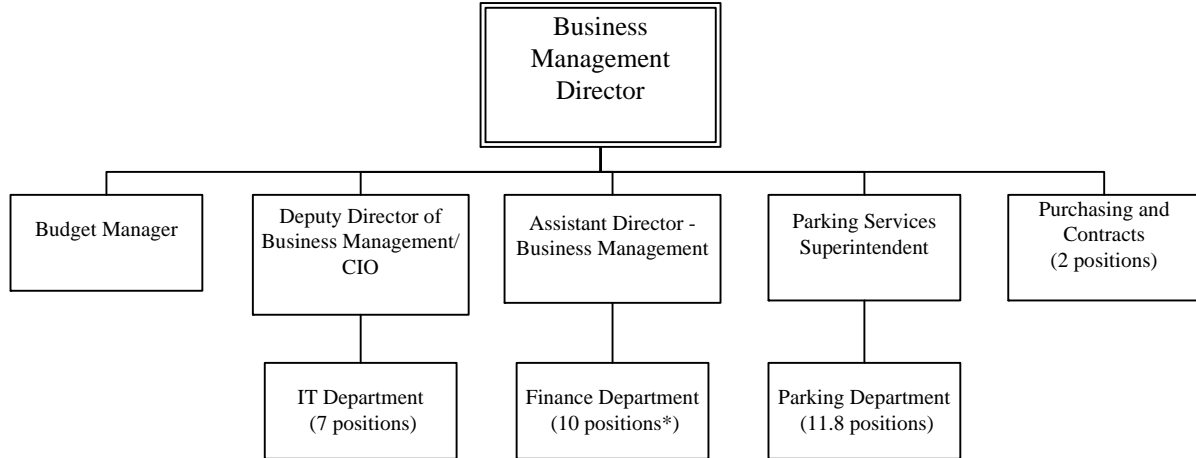 Business
Management
Director
Budget Manager
Deputy Director of
Business Management/
CIO
Assistant Director -
Business Management
Parking Services
Superintendent
Purchasing and
Contracts
(2 positions)
IT Department
(7 positions)
Finance Department
(10 positions*)
Parking Department
(11.8 positions)